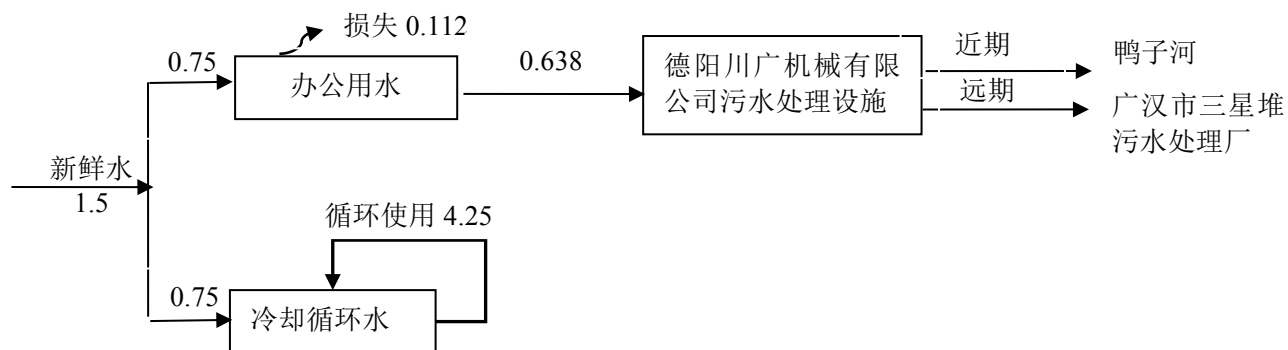 损失 0.112
0.75
办公用水
0.638
德阳川广机械有限
公司污水处理设施
近期
鸭子河
远期
广汉市三星堆
污水处理厂
新鲜水
1.5
循环使用 4.25
0.75
冷却循环水